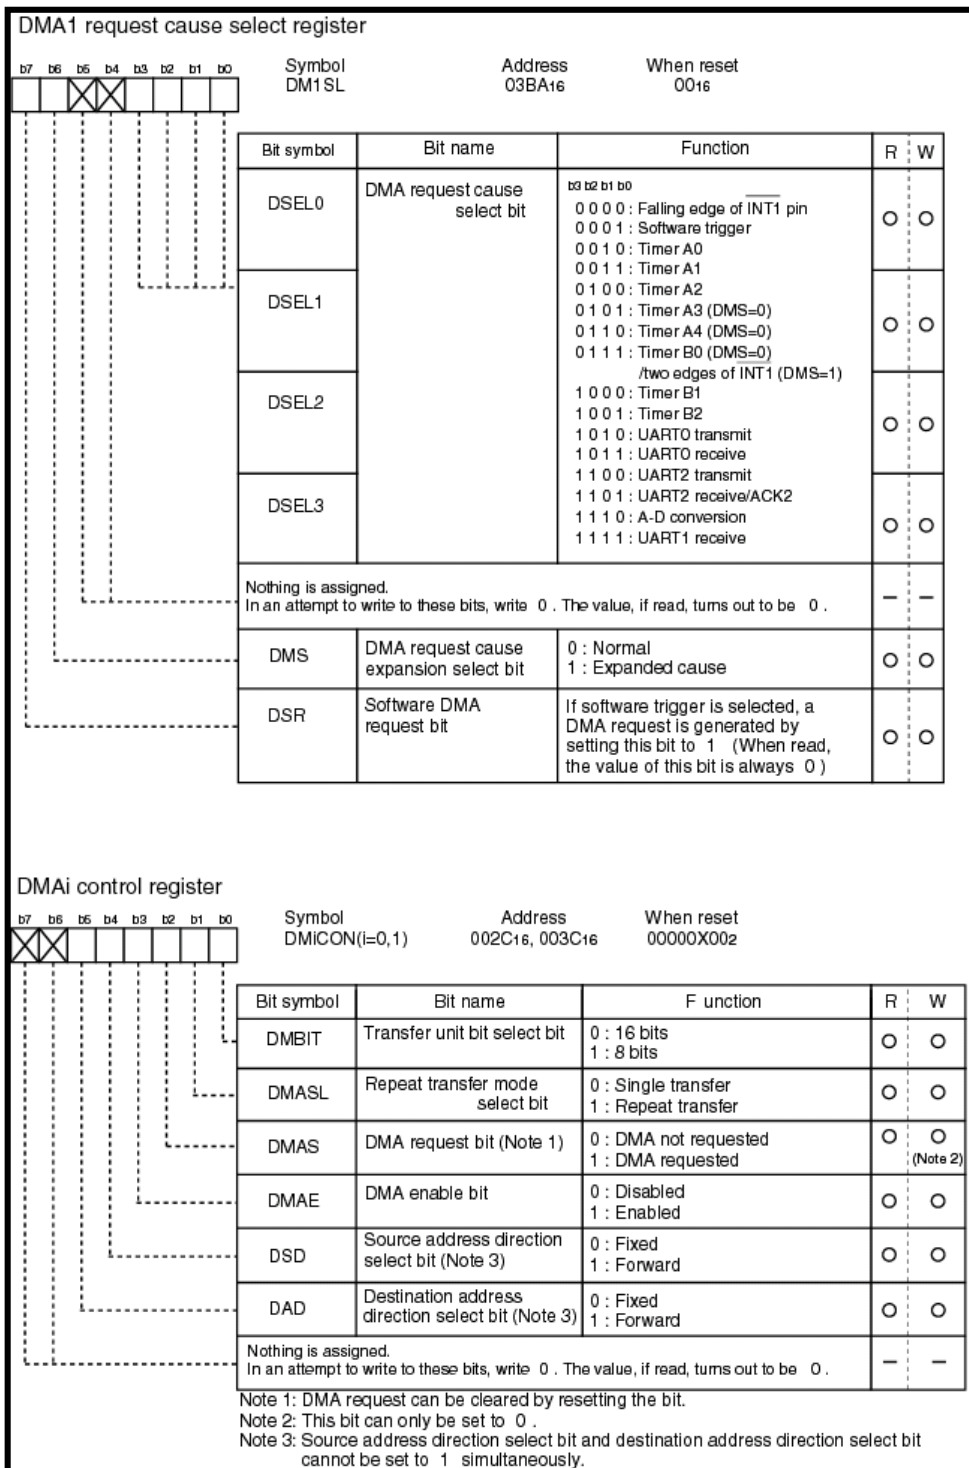 DMA1 request cause select register
b7 b6 b5 b4 b3 b2 b1 b0
Symbol Address When reset
DM1SL 03BA16 0016
Bit symbol Bit name Function R W
DSEL0 DMA request cause select bit
b3 b2 b1 b0
0 0 0 0 : Falling edge of INT1 pin
0 0 0 1 : Software trigger
0 0 1 0 : Timer A0
0 0 1 1 : Timer A1
0 1 0 0 : Timer A2
DSEL1
0 1 0 1 : Timer A3 (DMS=0)
0 1 1 0 : Timer A4 (DMS=0)
0 1 1 1 : Timer B0 (DMS=0)
/two edges of INT1 (DMS=1)
DSEL2
1 0 0 0 : Timer B1
1 0 0 1 : Timer B2
1 0 1 0 : UART0 transmit
1 0 1 1 : UART0 receive
1 1 0 0 : UART2 transmit
DSEL3
1 1 0 1 : UART2 receive/ACK2
1 1 1 0 : A-D conversion
1 1 1 1 : UART1 receive
Nothing is assigned.
In an attempt to write to these bits, write 0 . The value, if read, turns out to be 0 .
DMS DMA request cause expansion select bit
0 : Normal
1 : Expanded cause
DSR Software DMA request bit
If software trigger is selected, a
DMA request is generated by
setting this bit to 1 (When read,
the value of this bit is always 0 )
DMAi control register
b7 b6 b5 b4 b3 b2 b1 b0
Symbol Address When reset
DMiCON(i=0,1) 002C16, 003C16 00000X002
Bit symbol Bit name F unction R W
DMBIT Transfer unit bit select bit
0 : 16 bits
1 : 8 bits
DMASL Repeat transfer mode select bit
0 : Single transfer
1 : Repeat transfer
DMAS DMA request bit (Note 1)
0 : DMA not requested
1 : DMA requested
(Note 2)
DMAE DMA enable bit
0 : Disabled
1 : Enabled
DSD Source address direction select bit (Note 3)
0 : Fixed
1 : Forward
DAD Destination address direction select bit (Note 3)
0 : Fixed
1 : Forward
Nothing is assigned.
In an attempt to write to these bits, write 0 . The value, if read, turns out to be 0 .
Note 1: DMA request can be cleared by resetting the bit.
Note 2: This bit can only be set to 0 .
Note 3: Source address direction select bit and destination address direction select bit
cannot be set to 1 simultaneously.